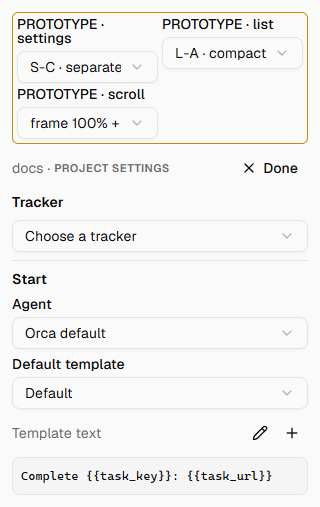 PROTOTYPE ·
settings
S-C · separate
PROTOTYPE · list
L-A · compact
PROTOTYPE · scroll
frame 100% +
docs · PROJECT SETTINGS
Done
Tracker
Choose a tracker
Start
Agent
Orca default
Default template
Default
Template text
Complete {{task_key}}: {{task_url}}